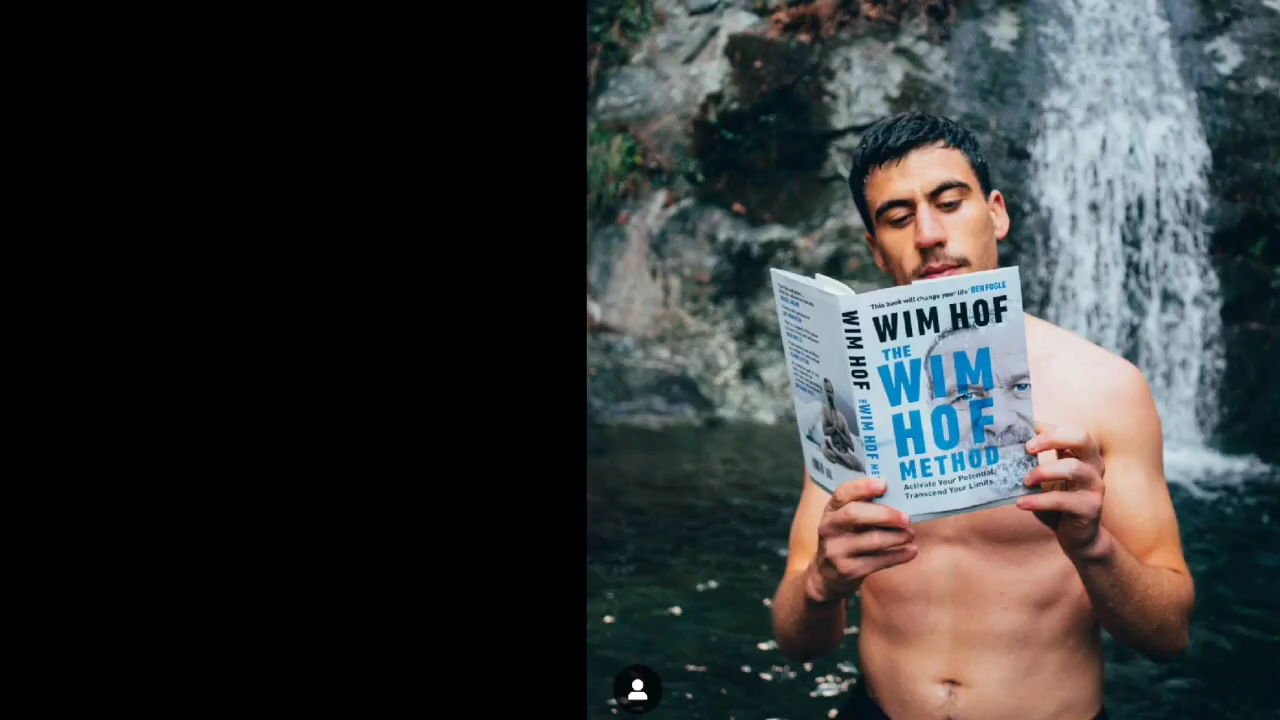 'This book will change your life' BEN FOGLE
WIM HOF
THE
WIM
HOF
METHOD
Activate Your Potential,
Transcend Your Limits
WIM HOF
THE WIM HOF ME